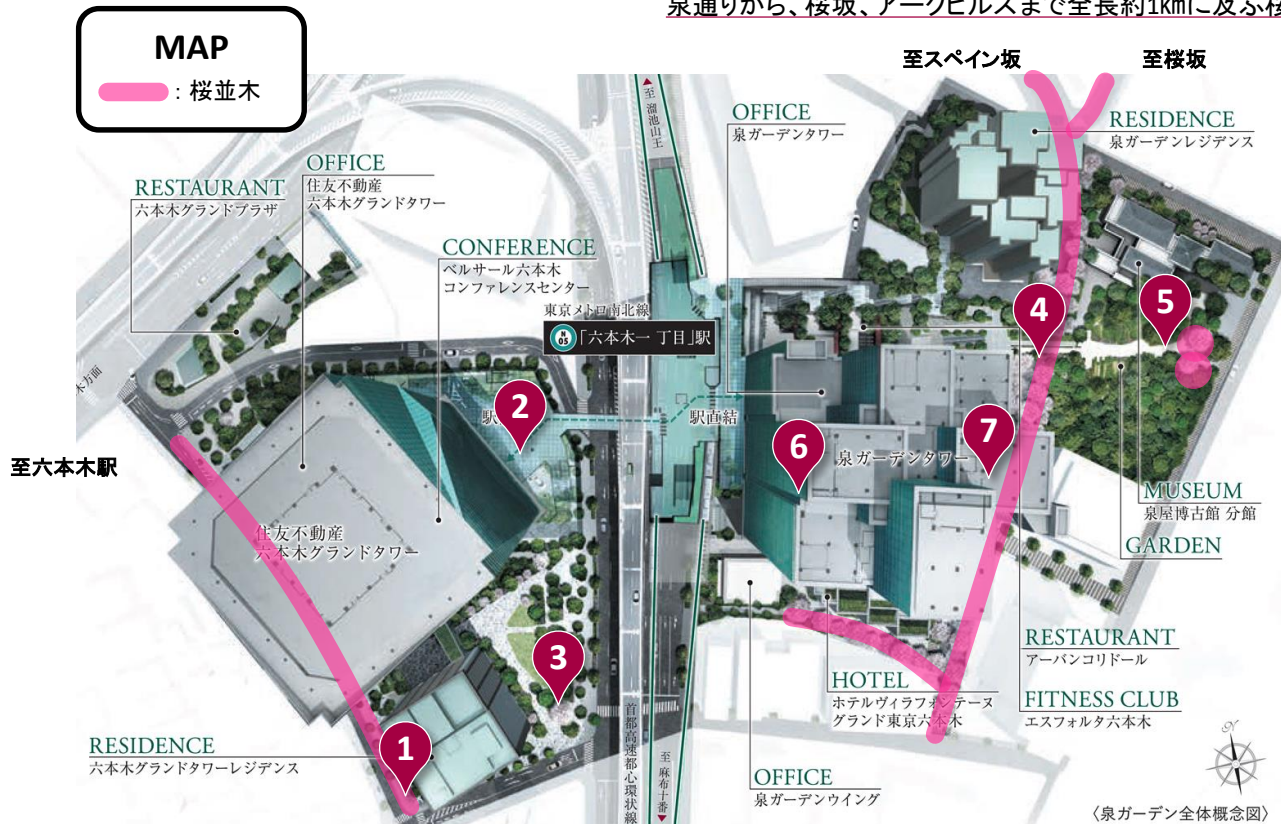 泉通りから、桜坂、アークヒルズまで全長約1kmに及ぶ
MAP
：桜並木
至スペイン坂
至桜坂
至 溜池山王
OFFICE
泉ガーデンタワー
RESIDENCE
泉ガーデンレジデンス
OFFICE
住友不動産
六本木グランドタワー
RESTAURANT
六本木グランドプラザ
CONFERENCE
ベルサール六本木
コンファレンスセンター
東京メトロ南北線
N 05
「六本木一丁目」駅
4
5
木方面
2
駅
駅直結
6
泉ガーデンタワー
7
至六本木駅
MUSEUM
泉屋博古館 分館
GARDEN
住友不動産
六本木グランドタワー
3
RESTAURANT
アーバンコリドール
HOTEL
ホテルヴィラフォンテーヌ
グランド東京六本木
FITNESS CLUB
エスフォルタ六本木
1
RESIDENCE
六本木グランドタワーレジデンス
首都高速都心環状線
至 麻布十番
OFFICE
泉ガーデンウイング
N
〈泉ガーデン全体概念図〉